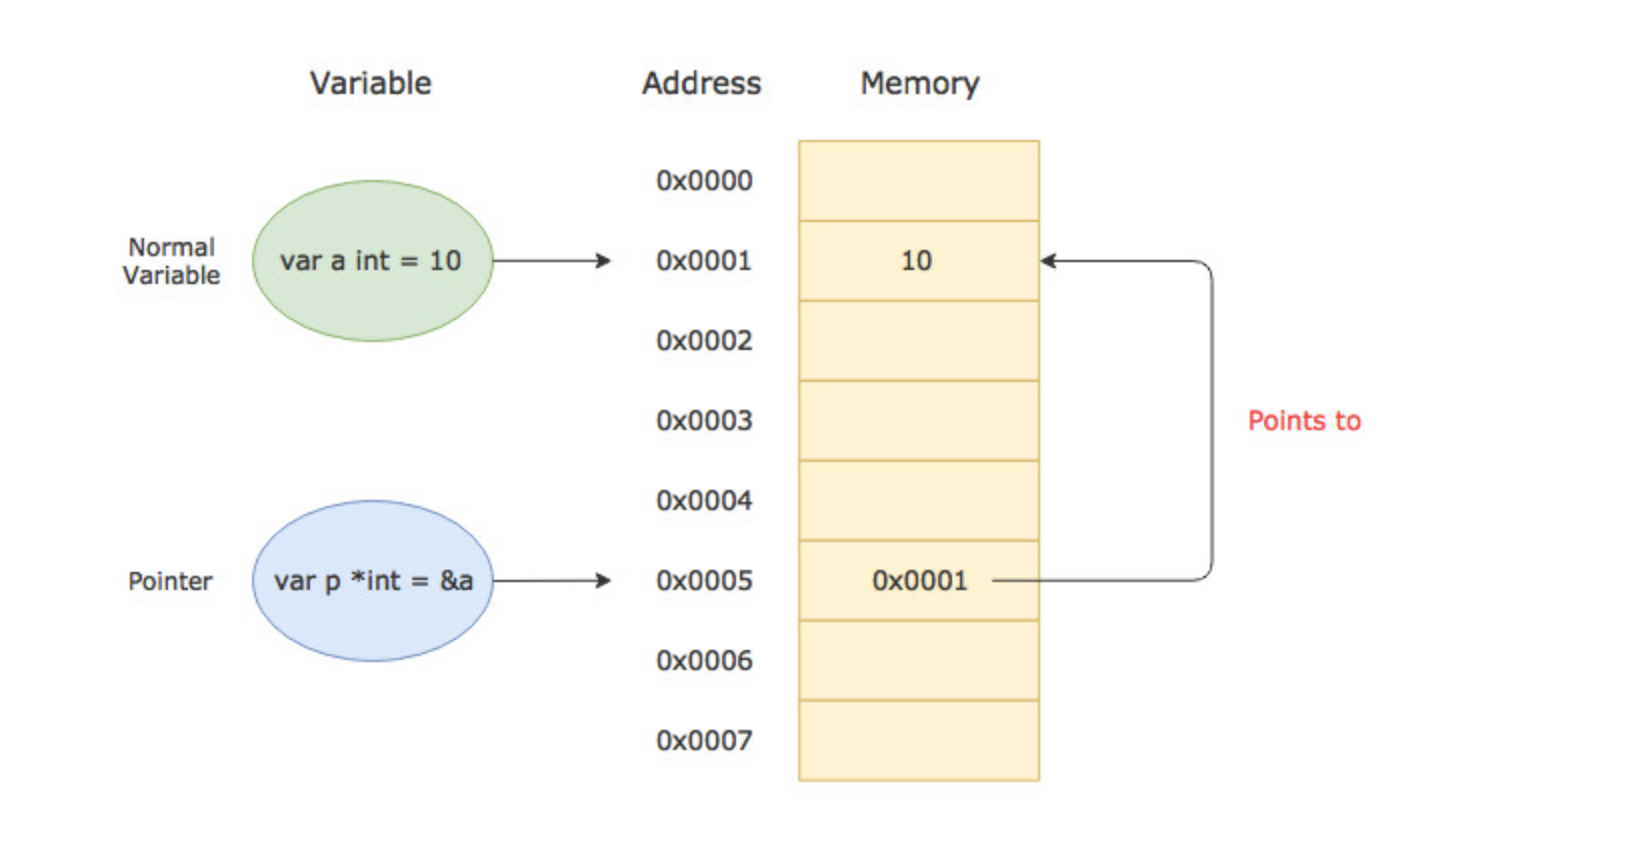 Variable Address Memory
0x0000
Normal
Variable
var a int = 10
0x0001
10
0x0002
0x0003
Points to
0x0004
Pointer
var p *int = &a
0x0005
0x0001
0x0006
0x0007